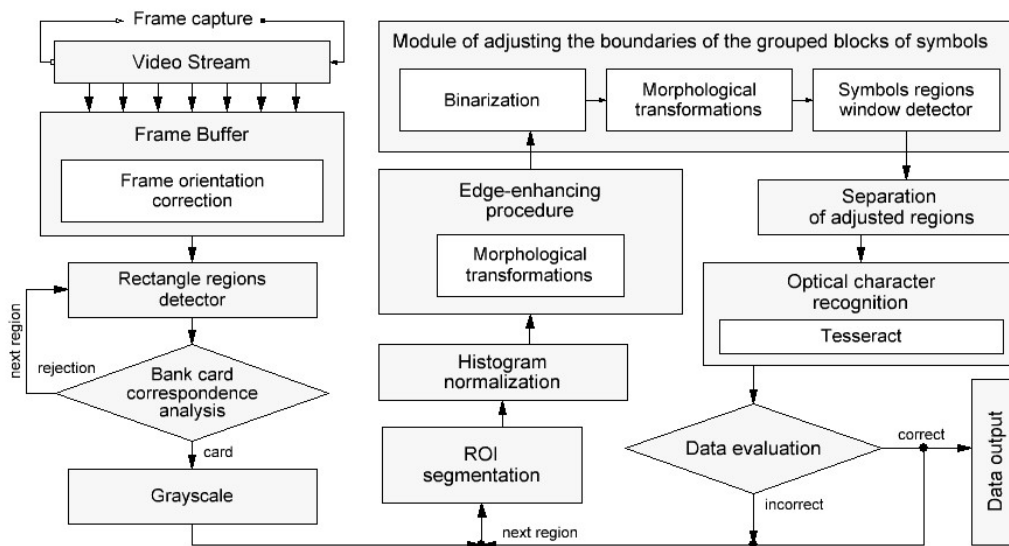 Frame capture
Video Stream
Frame Buffer
Frame orientation
correction
Rectangle regions
detector
next region
rejection
Bank card
correspondence
analysis
card
Grayscale
Module of adjusting the boundaries of the grouped blocks of symbols
Binarization
Morphological
transformations
Symbols regions
window detector
Edge-enhancing
procedure
Morphological
transformations
Histogram
normalization
ROI
segmentation
next region
Separation
of adjusted regions
Optical character
recognition
Tesseract
Data evaluation
correct
incorrect
Data output